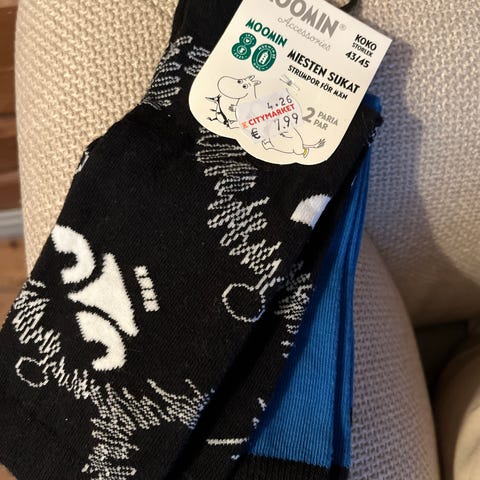 MOOMIN®
Accessories
MOOMIN
80
KOKO
STORLEK
43/45
MIESTEN SUKAT
STRUMPOR FÖR MÄN
2 PARIA
PAR
4.26
K CITYMARKET
€ 7.99